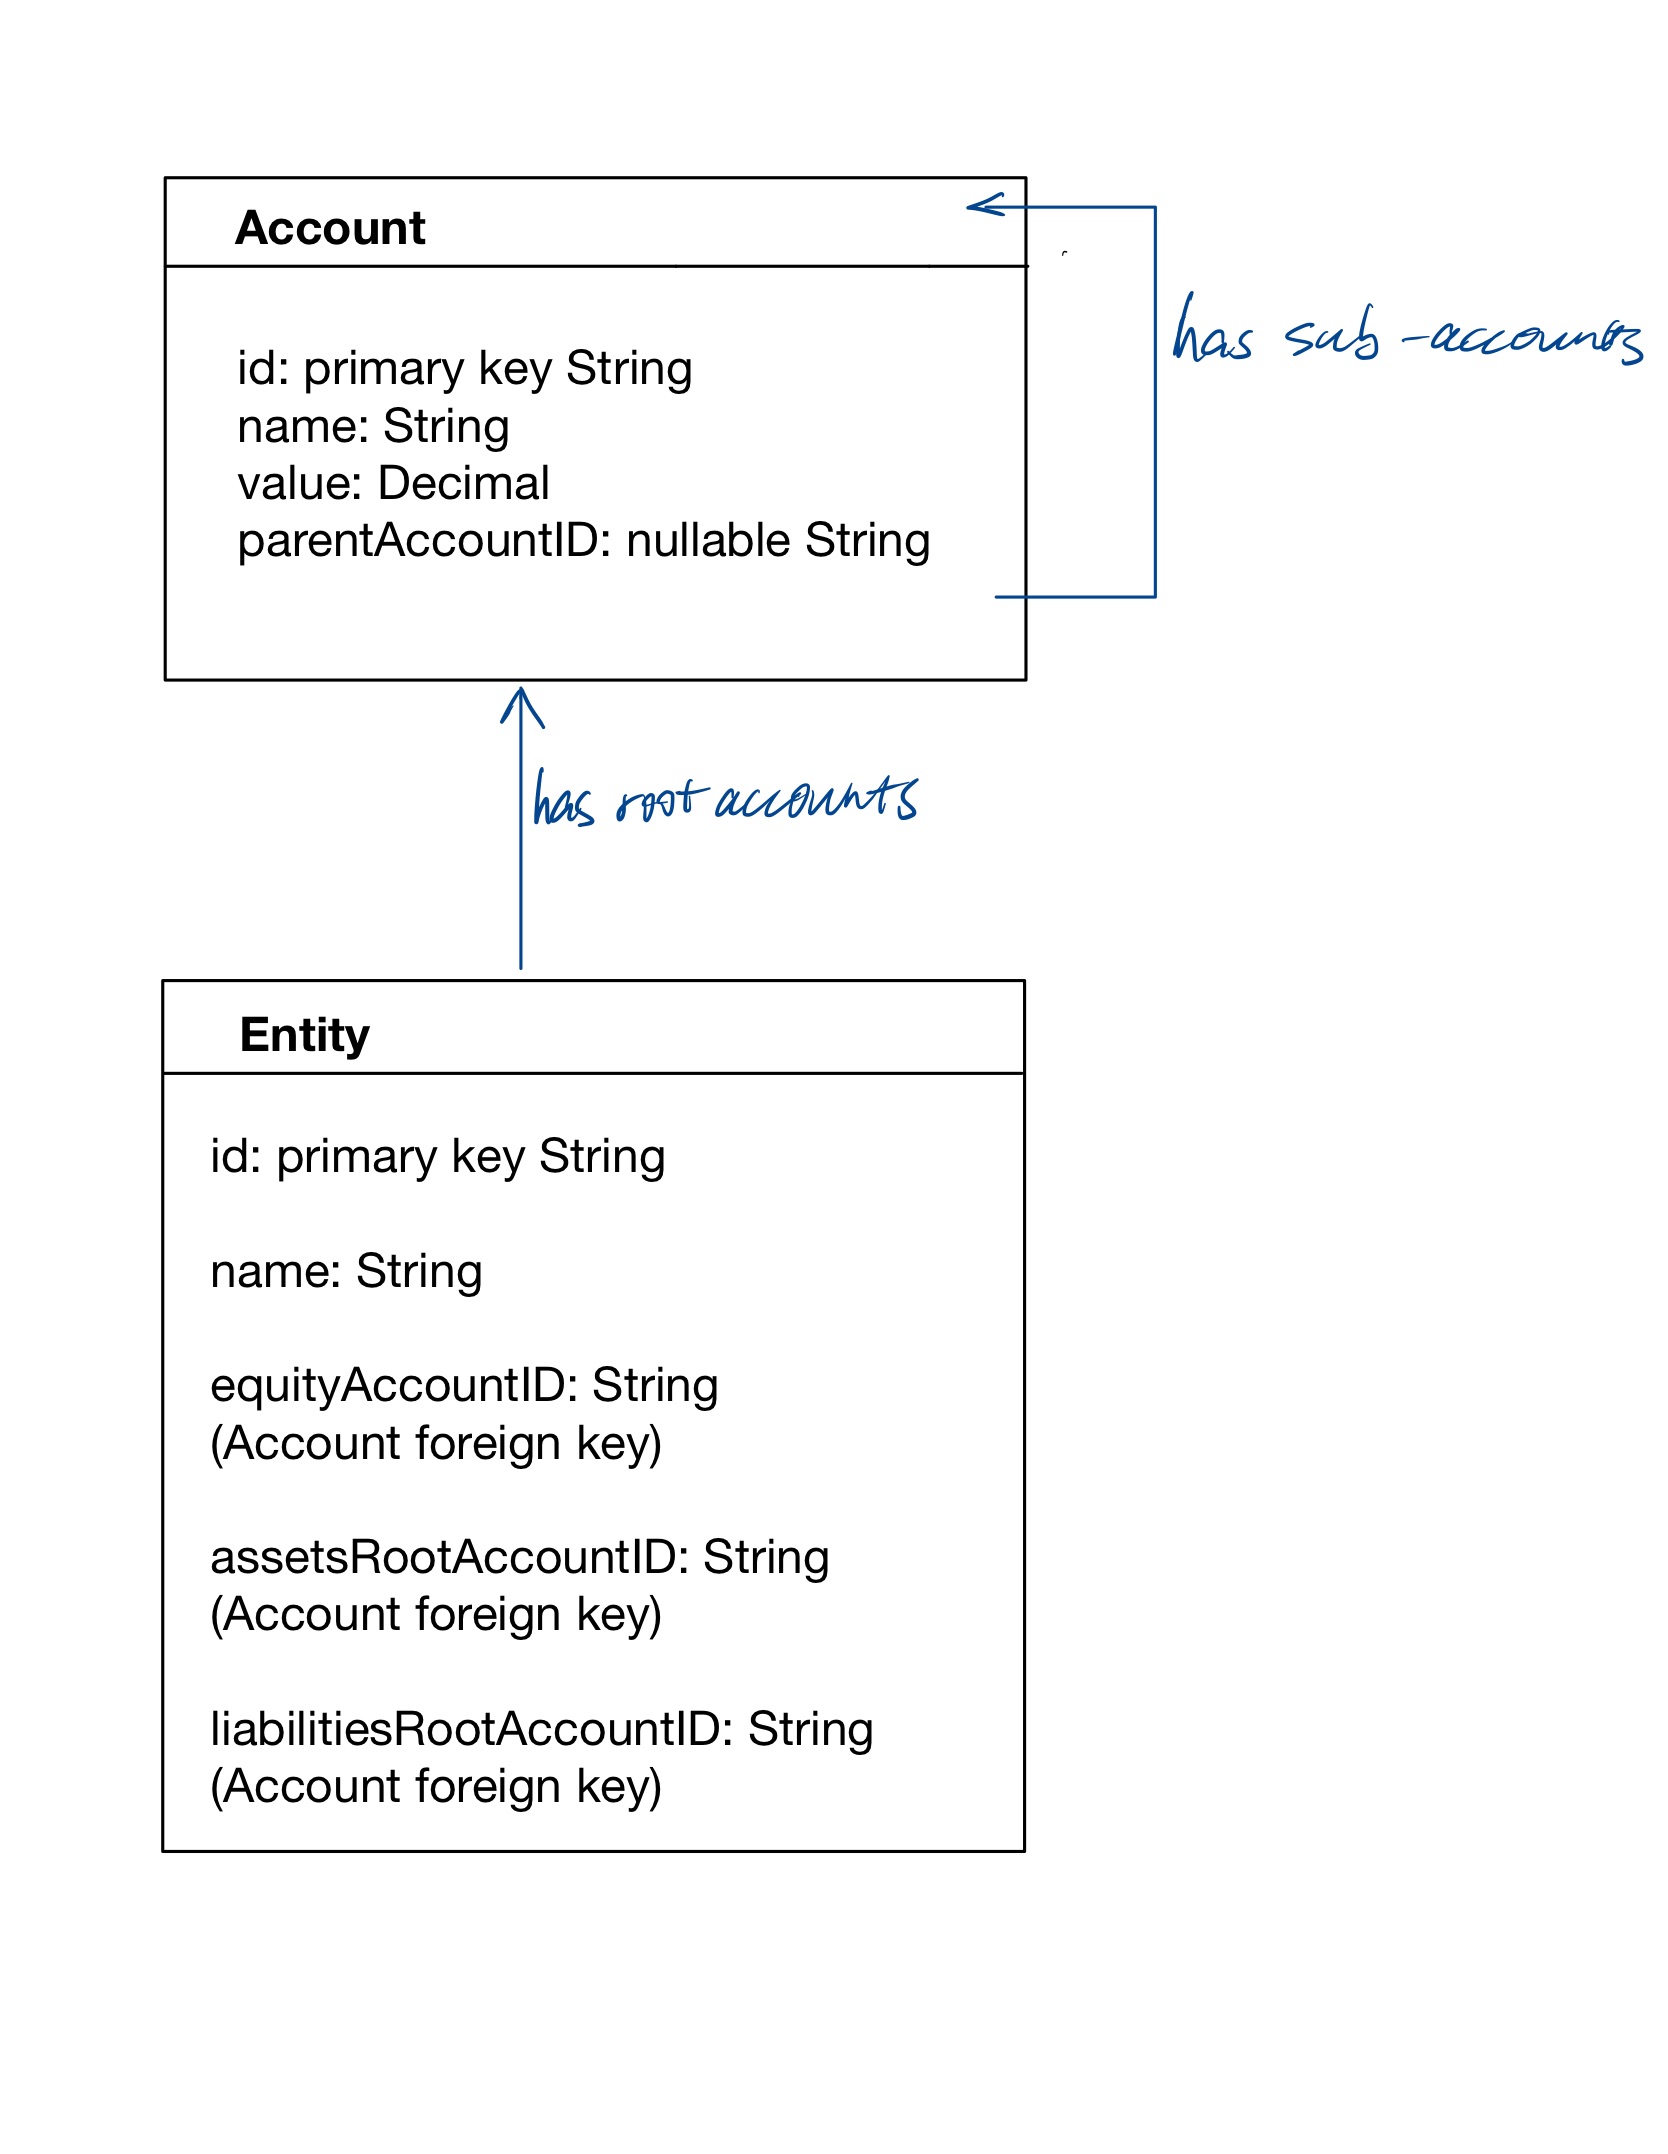 Account
id: primary key String
name: String
value: Decimal
parentAccountID: nullable String
has sub-accounts
has root accounts
Entity
id: primary key String
name: String
equityAccountID: String
(Account foreign key)
assetsRootAccountID: String
(Account foreign key)
liabilitiesRootAccountID: String
(Account foreign key)